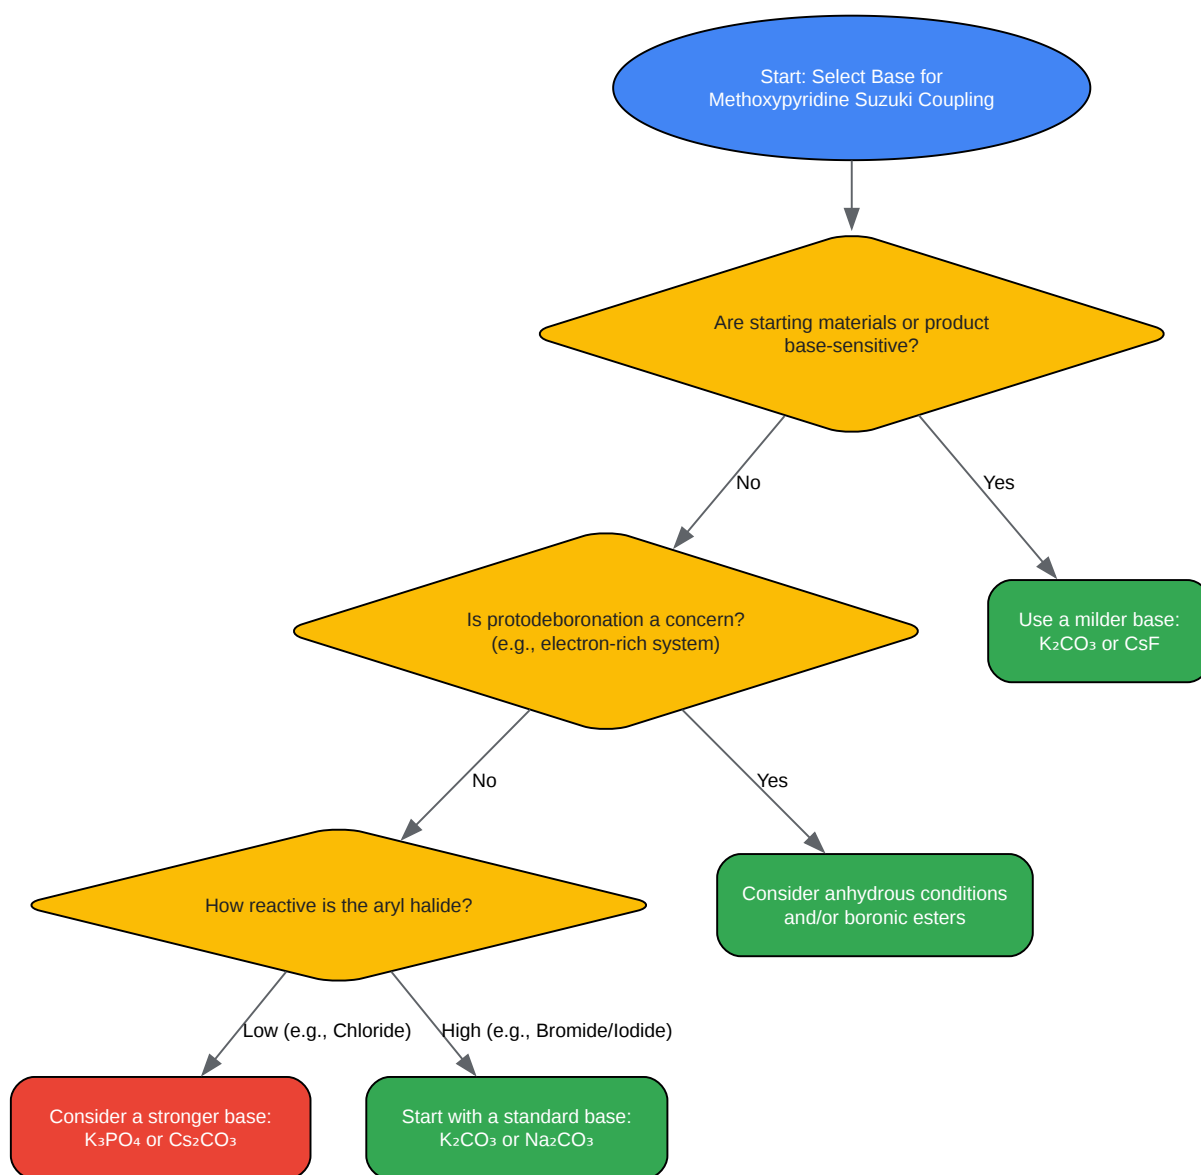 Start: Select Base for
Methoxypyridine Suzuki Coupling
Are starting materials or product
base-sensitive?
No
Yes
Is protodeboronation a concern?
(e.g., electron-rich system)
Use a milder base:
K₂CO₃ or CsF
No
Yes
How reactive is the aryl halide?
Consider anhydrous conditions
and/or boronic esters
Low (e.g., Chloride)
High (e.g., Bromide/Iodide)
Consider a stronger base:
K₃PO₄ or Cs₂CO₃
Start with a standard base:
K₂CO₃ or Na₂CO₃